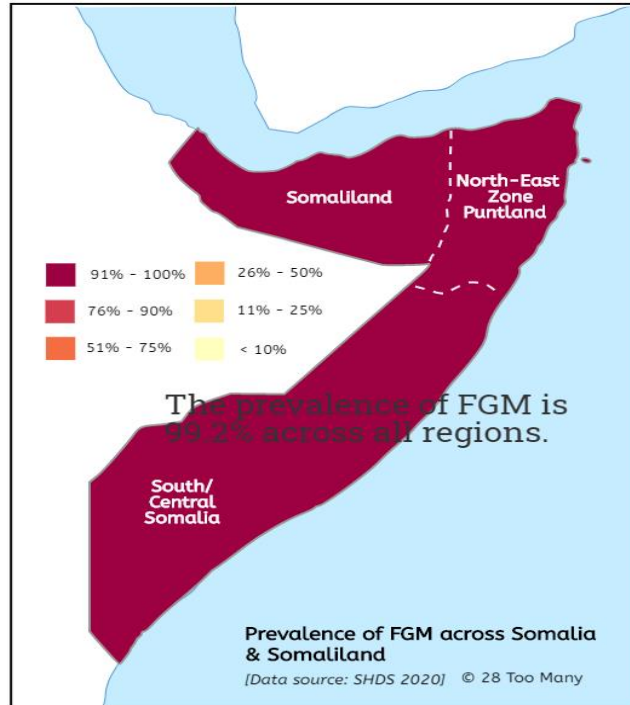 Somaliland
North-East
Zone
Puntland
91% - 100%
26% - 50%
76% - 90%
11% - 25%
51% - 75%
< 10%
The prevalence of FGM is
99.2% across all regions.
South/
Central
Somalia
Prevalence of FGM across Somalia
& Somaliland
[Data source: SHDS 2020] © 28 Too Many